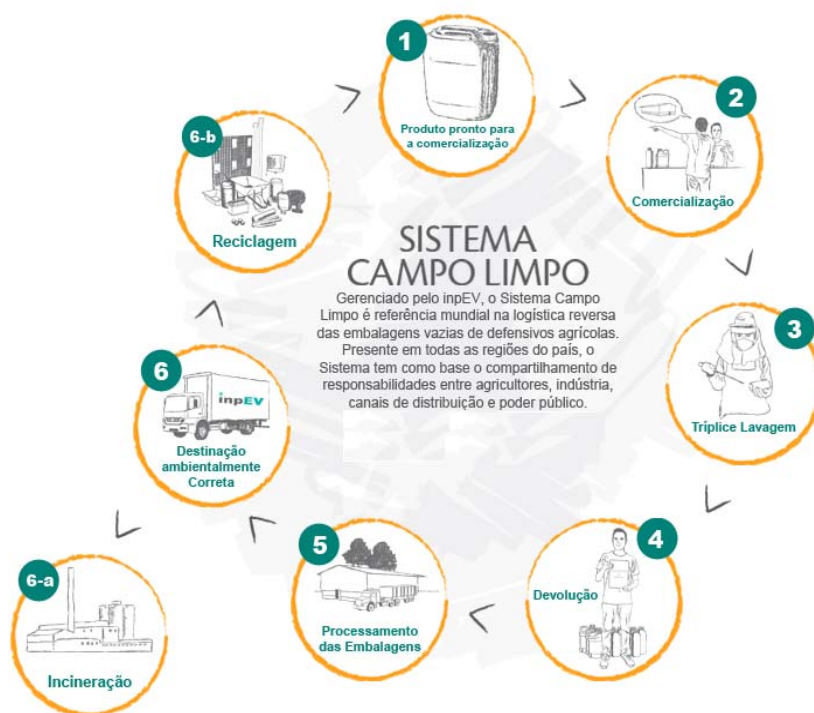 1
Produto pronto para
a comercialização
2
Comercialização
3
Tríplice Lavagem
4
Devolução
5
Processamento
das Embalagens
6
inpEV
Destinação
ambientalmente
Correta
6-a
Incineração
6-b
Reciclagem
SISTEMA
CAMPO LIMPO
Gerenciado pelo inpEV, o Sistema Campo
Limpo é referência mundial na logística reversa
das embalagens vazias de defensivos agrícolas.
Presente em todas as regiões do país, o
Sistema tem como base o compartilhamento de
responsabilidades entre agricultores, indústria,
canais de distribuição e poder público.